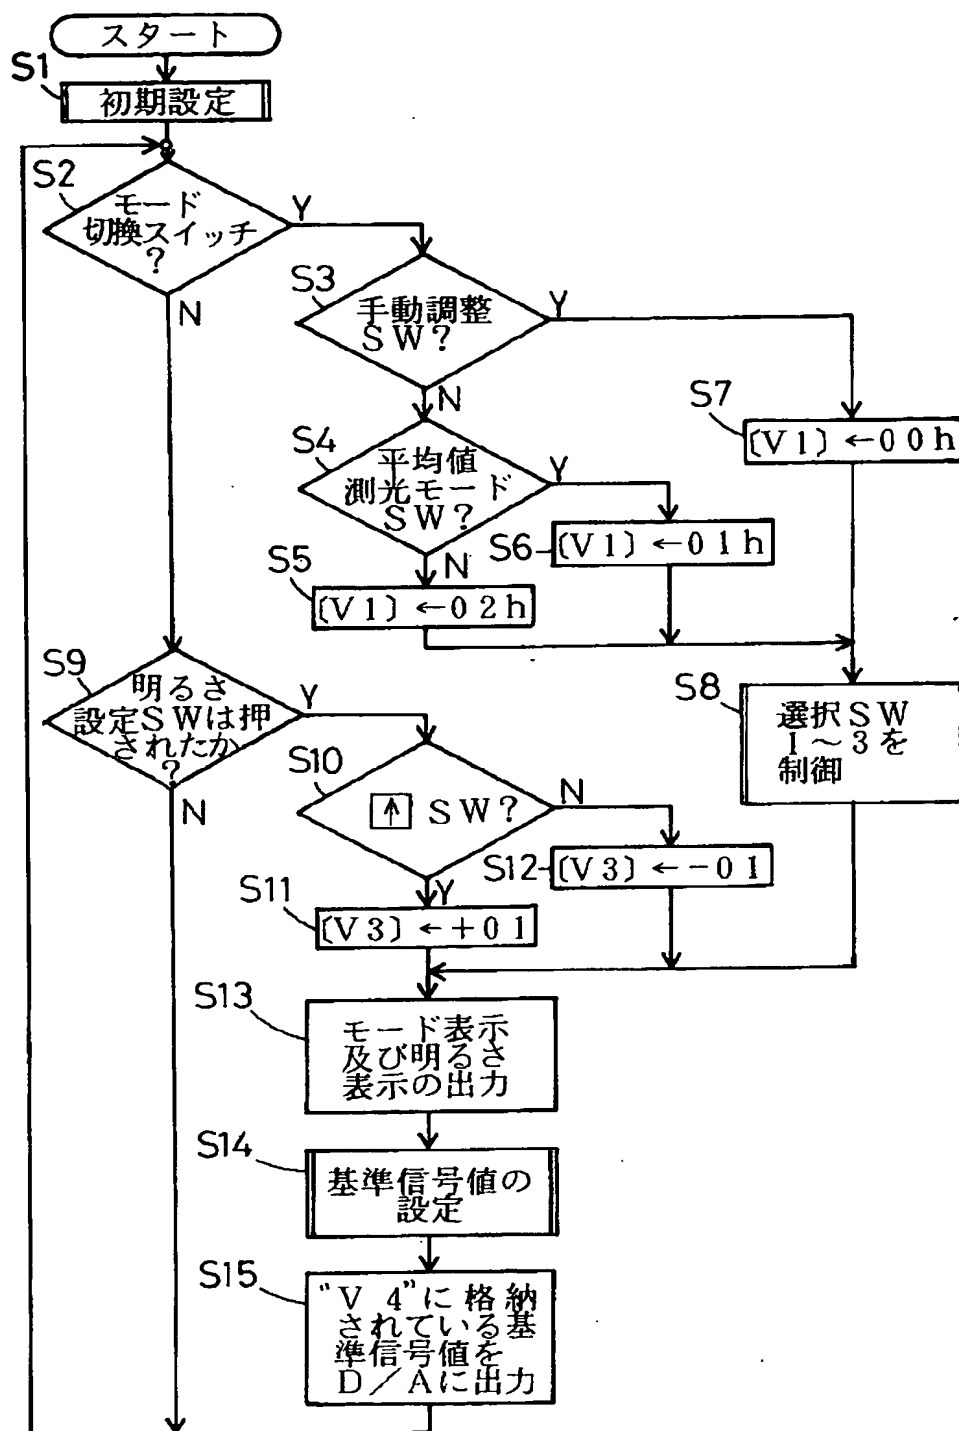 スタート
S1
初期設定
S2
モード
切換スイッチ
?
Y
N
S3
手動調整
SW?
Y
N
S7
[V1] ←00h
S4
平均値
測光モード
SW?
Y
N
S6
[V1] ←01h
S5
[V1] ←02h
S8
選択SW
1〜3を
制御
S9
明るさ
設定SWは押
されたか
?
Y
N
S10
↑ SW?
N
Y
S12
[V3] ←-01
S11
[V3] ←+01
S13
モード表示
及び明るさ
表示の出力
S14
基準信号値の
設定
S15
"V 4"に格納
されている基
準信号値を
D/Aに出力